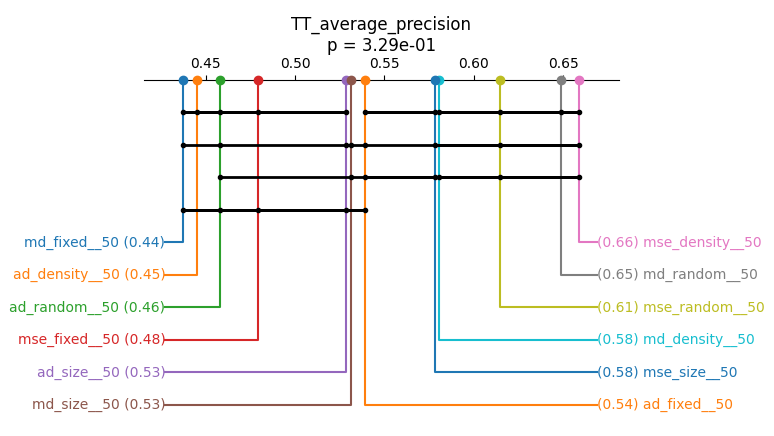 TT_average_precision
p = 3.29e-01
0.45 0.50 0.55 0.60 0.65
md_fixed__50 (0.44) (0.66) mse_density__50
ad_density__50 (0.45) (0.65) md_random__50
ad_random__50 (0.46) (0.61) mse_random__50
mse_fixed__50 (0.48) (0.58) md_density__50
ad_size__50 (0.53) (0.58) mse_size__50
md_size__50 (0.53) (0.54) ad_fixed__50